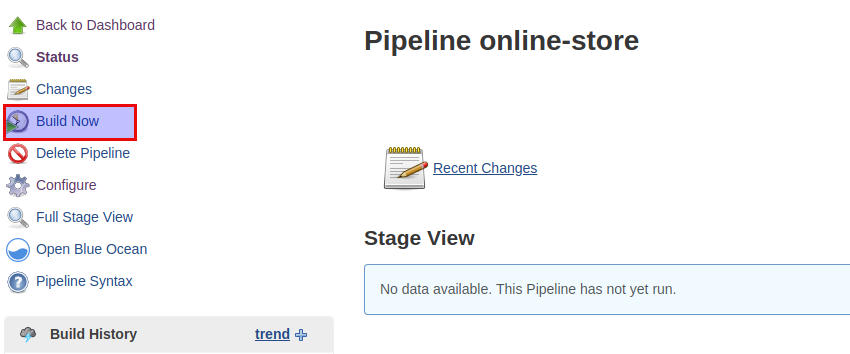 Back to Dashboard
Status
Changes
Build Now
Delete Pipeline
Configure
Full Stage View
Open Blue Ocean
Pipeline Syntax
Build History trend
Pipeline online-store
Recent Changes
Stage View
No data available. This Pipeline has not yet run.